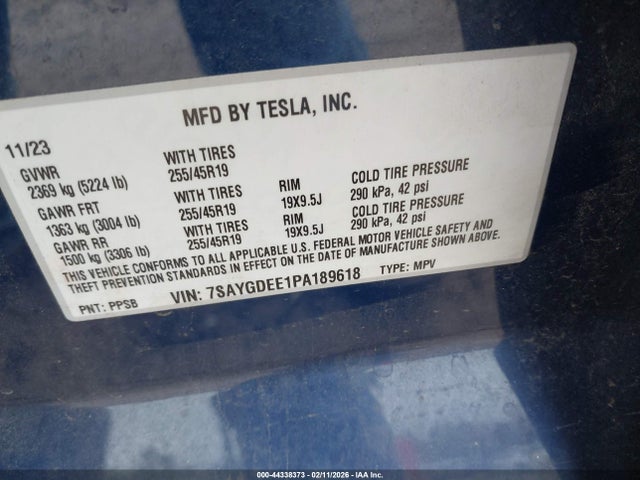 MFD BY TESLA, INC.
11/23
GVWR WITH TIRES
2369 kg (5224 lb) 255/45R19 RIM COLD TIRE PRESSURE
GAWR FRT WITH TIRES 19X9.5J 290 kPa, 42 psi
1363 kg (3004 lb) 255/45R19 RIM COLD TIRE PRESSURE
GAWR RR WITH TIRES 19X9.5J 290 kPa, 42 psi
1500 kg (3306 lb) 255/45R19
THIS VEHICLE CONFORMS TO ALL APPLICABLE U.S. FEDERAL MOTOR VEHICLE SAFETY AND
THEFT PREVENTION STANDARDS IN EFFECT ON THE DATE OF MANUFACTURE SHOWN ABOVE.
PNT: PPSB VIN: 7SAYGDEE1PA189618 TYPE: MPV
000-44338373 - 02/11/2026 - IAA Inc.